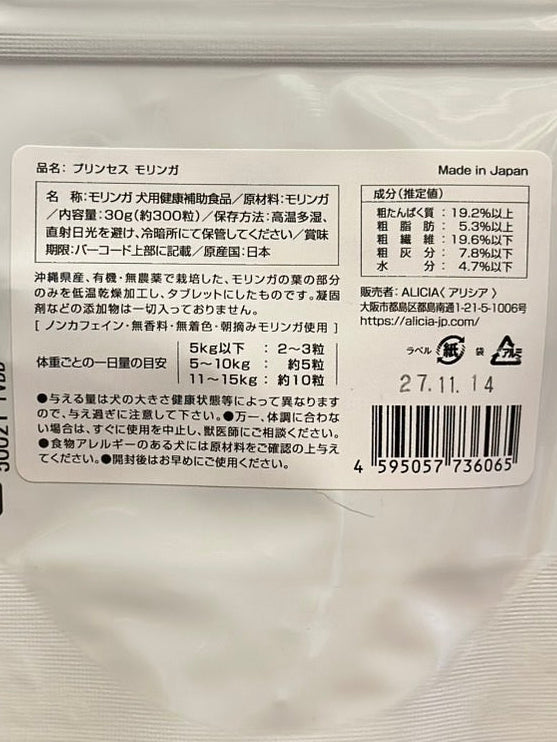 品名: プリンセス モリンガ
Made in Japan
名 称:モリンガ 犬用健康補助食品/原材料:モリンガ
/内容量:30g(約300粒)/保存方法:高温多湿、
直射日光を避け、冷暗所にて保管してください/賞味
期限:バーコード上部に記載/原産国:日本
成分(推定値)
粗たんぱく質 : 19.2%以上
粗脂肪 : 5.3%以上
粗繊維 : 19.6%以下
粗灰分 : 7.8%以下
水分 : 4.7%以下
沖縄県産、有機・無農薬で栽培した、モリンガの葉の部分
のみを低温乾燥加工し、タブレットにしたものです。凝固
剤などの添加物は一切入っておりません。
[ ノンカフェイン・無香料・無着色・朝摘みモリンガ使用 ]
販売者:ALICIA〈 アリシア 〉
大阪市都島区都島南通1-21-5-1006号
https://alicia-jp.com/
体重ごとの一日量の目安
5kg以下 : 2〜3粒
5〜10kg : 約5粒
11〜15kg : 約10粒
ラベル 紙 袋 アルミ
27.11.14
●与える量は犬の大きさ健康状態等によって異なります
ので、与え過ぎに注意して下さい。●万一、体調に合わな
い場合は、すぐに使用を中止し、獣医師にご相談ください。
●食物アレルギーのある犬には原材料をご確認の上与え
てください。●開封後はお早めにご使用ください。
4 595057 736065